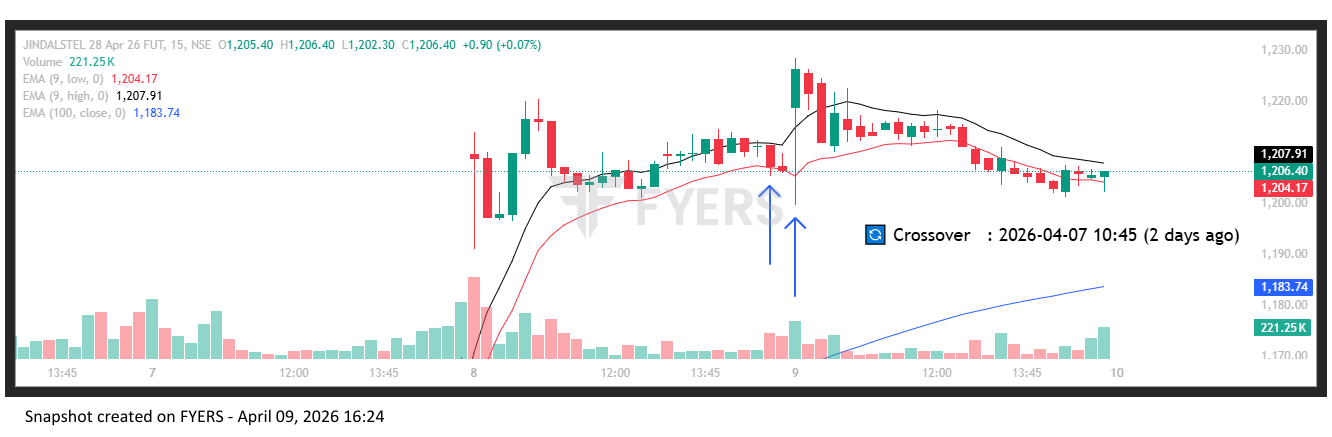 JINDALSTEL 28 Apr 26 FUT, 15, NSE O1,205.40 H1,206.40 L1,202.30 C1,206.40 +0.90 (+0.07%)
Volume 221.25K
EMA (9, low, 0) 1,204.17
EMA (9, high, 0) 1,207.91
EMA (100, close, 0) 1,183.74
1,230.00
1,220.00
1,207.91
1,206.40
1,204.17
1,200.00
FYERS
Crossover : 2026-04-07 10:45 (2 days ago)
1,190.00
1,183.74
1,180.00
221.25K
1,170.00
13:45 7 12:00 13:45 8 12:00 13:45 9 12:00 13:45 10
Snapshot created on FYERS - April 09, 2026 16:24